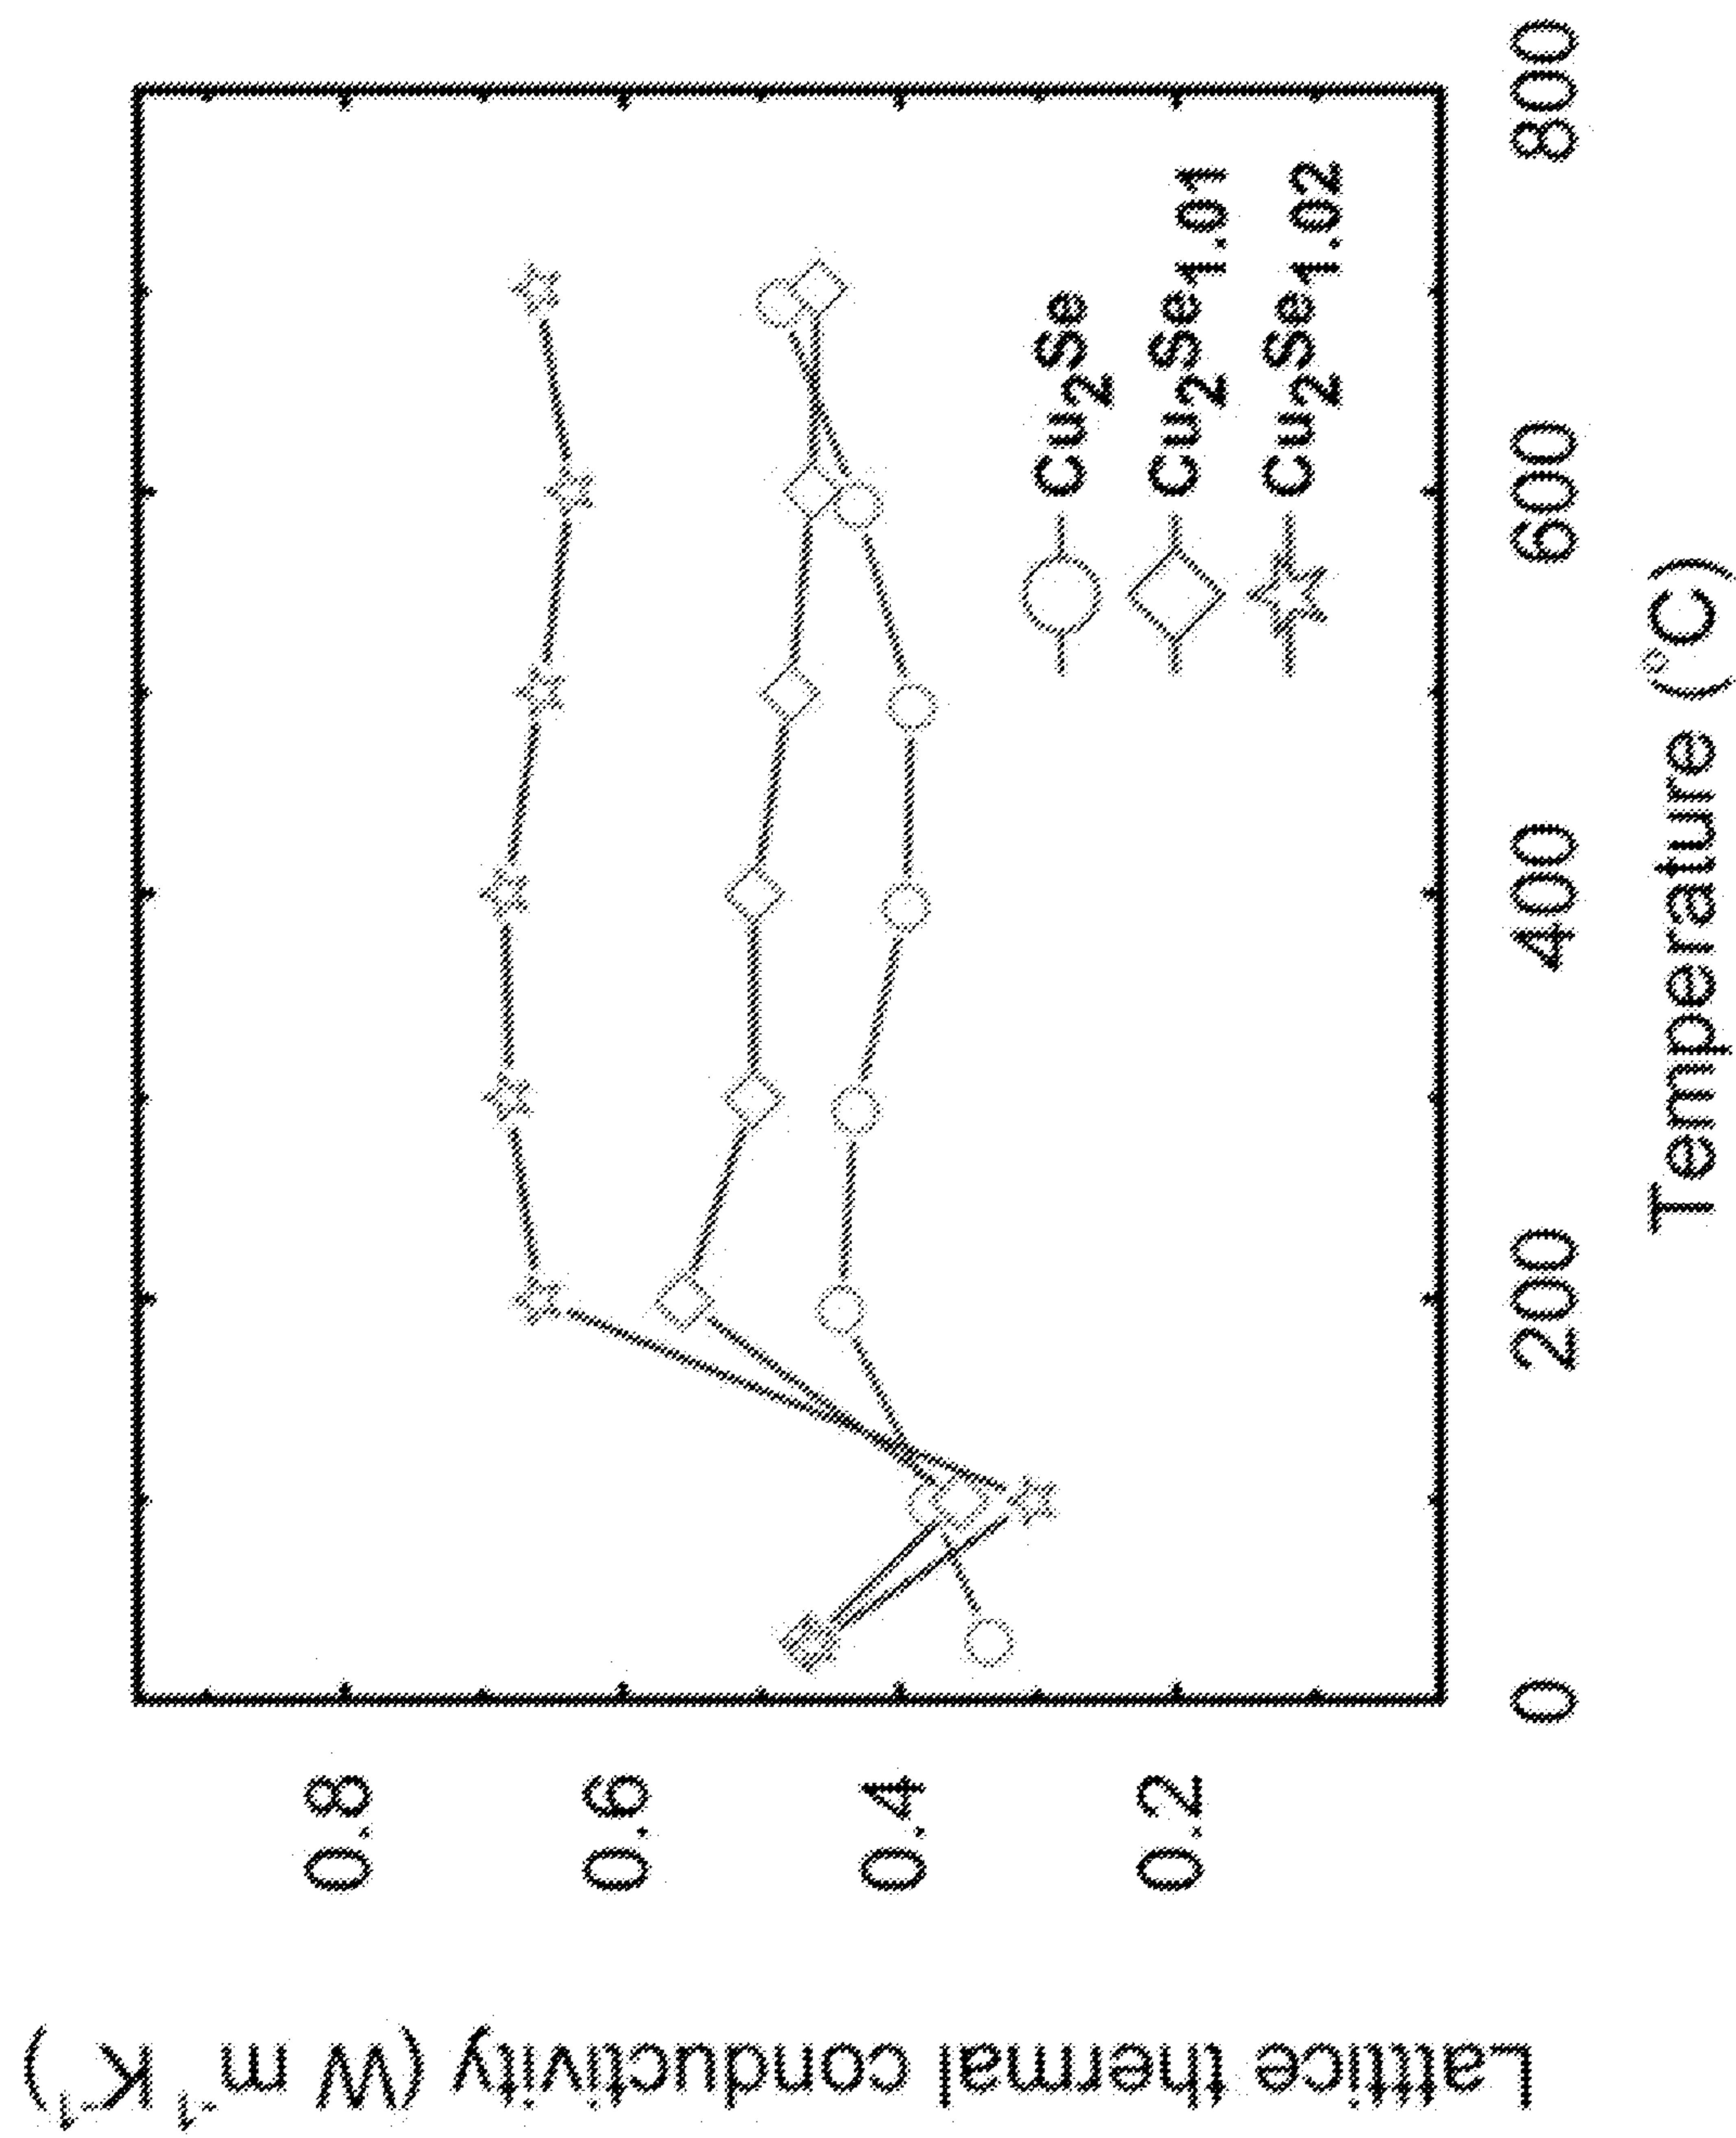 Lattice thermal conductivity (W m⁻¹ K⁻¹)
0.8
0.6
0.4
0.2
Cu₂Se
Cu₂Se₁.₀₁
Cu₂Se₁.₀₂
0 200 400 600 800
Temperature (°C)